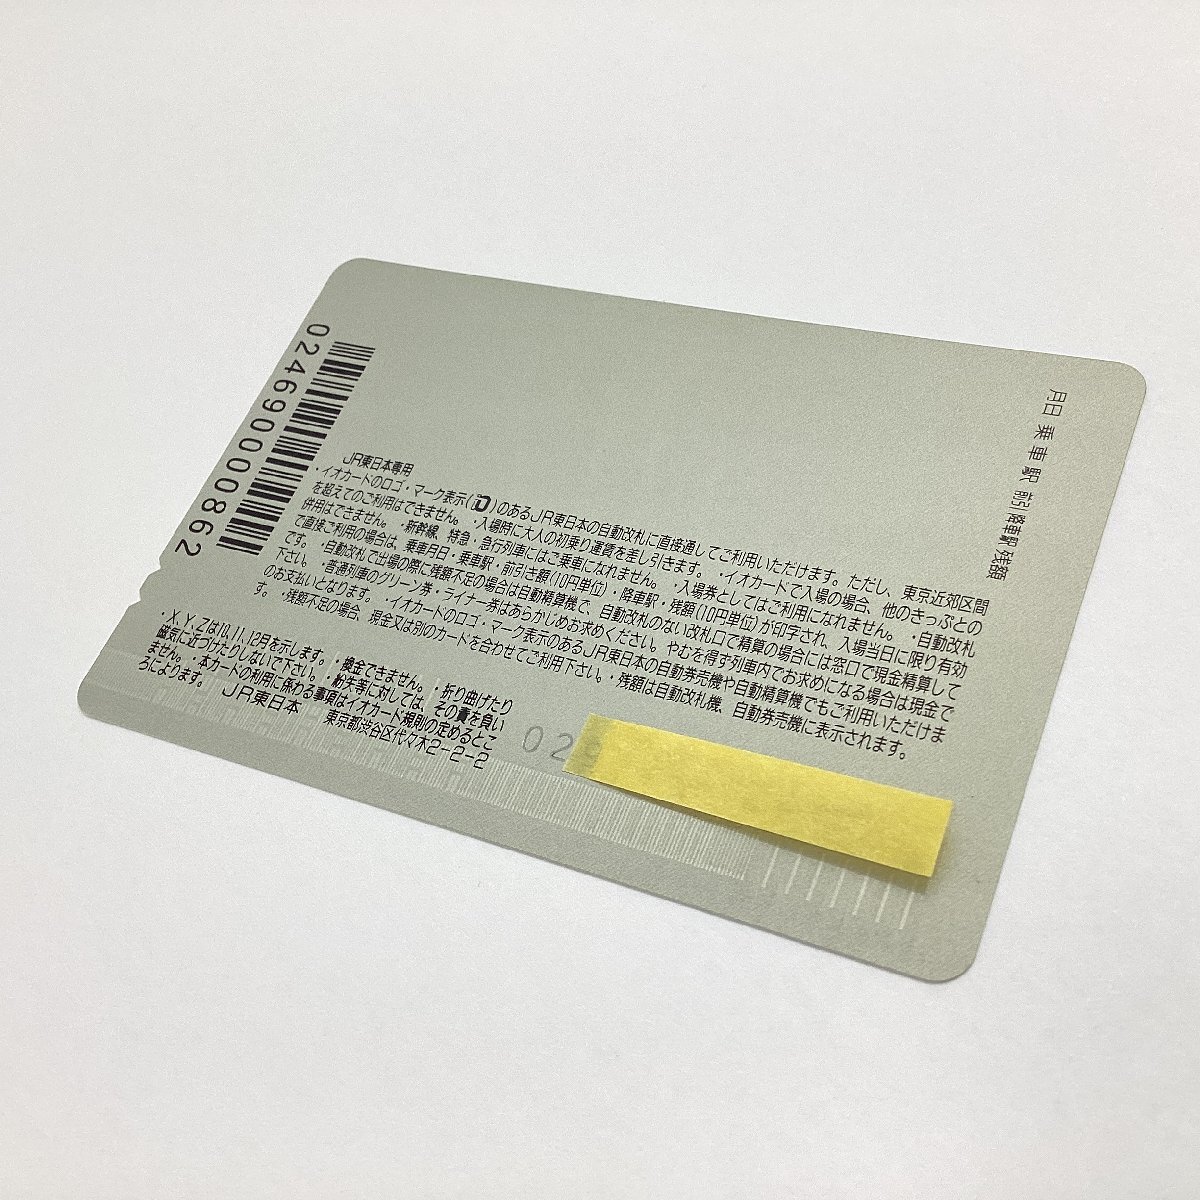 0246900000862
月日 乗車駅 前引 降車駅 残額
JR東日本専用
・イオカードのロゴ・マーク表示( )のあるJR東日本の自動改札に直接通してご利用いただけます。ただし、東京近郊区間
を超えてのご利用はできません。 ・入場時に大人の初乗り運賃を差し引きます。 ・イオカードで入場の場合、他のきっぷとの
併用はできません。 ・新幹線、特急・急行列車にはご乗車になれません。 ・入場券としてはご利用になれません。 ・自動改札
で直接ご利用の場合は、乗車月日・乗車駅・前引き額(10円単位)・降車駅・残額(10円単位)が印字され、入場当日に限り有効
です。 ・自動改札で出場の際に残額不足の場合は自動精算機で、自動改札のない改札口で精算の場合には窓口で現金精算して
下さい。 ・普通列車のグリーン券・ライナー券はあらかじめお求めください。やむを得ず列車内でお求めになる場合は現金で
のお支払いとなります。 ・イオカードのロゴ・マーク表示のあるJR東日本の自動券売機や自動精算機でもご利用いただけま
す。 ・残額不足の場合、現金又は別のカードを合わせてご利用下さい。・残額は自動改札機、自動券売機に表示されます。
・X, Y, Zは10, 11, 12月を示します。 ・換金できません。 ・折り曲げたり
磁気に近づけたりしないで下さい。 ・紛失等に対しては、その責を負い
ません。 ・本カードの利用に係わる事項はイオカード規則の定めるとこ
ろによります。
JR東日本 東京都渋谷区代々木2-2-2
02